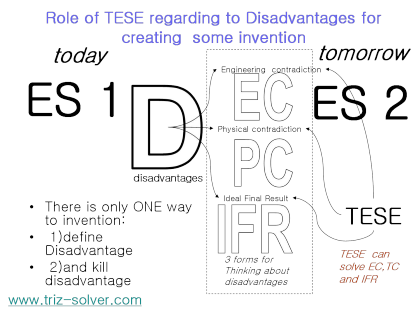 Role of TESE regarding to Disadvantages for
creating some invention
today
tomorrow
Engineering contradiction
ES 1
D
EC
ES 2
Physical contradiction
disadvantages
PC
Ideal Final Result
• There is only ONE way
to invention:
• 1)define
Disadvantage
• 2)and kill
disadvantage
IFR
TESE
3 forms for
Thinking about
disadvantages
TESE can
solve EC,TC
and IFR
www.triz-solver.com